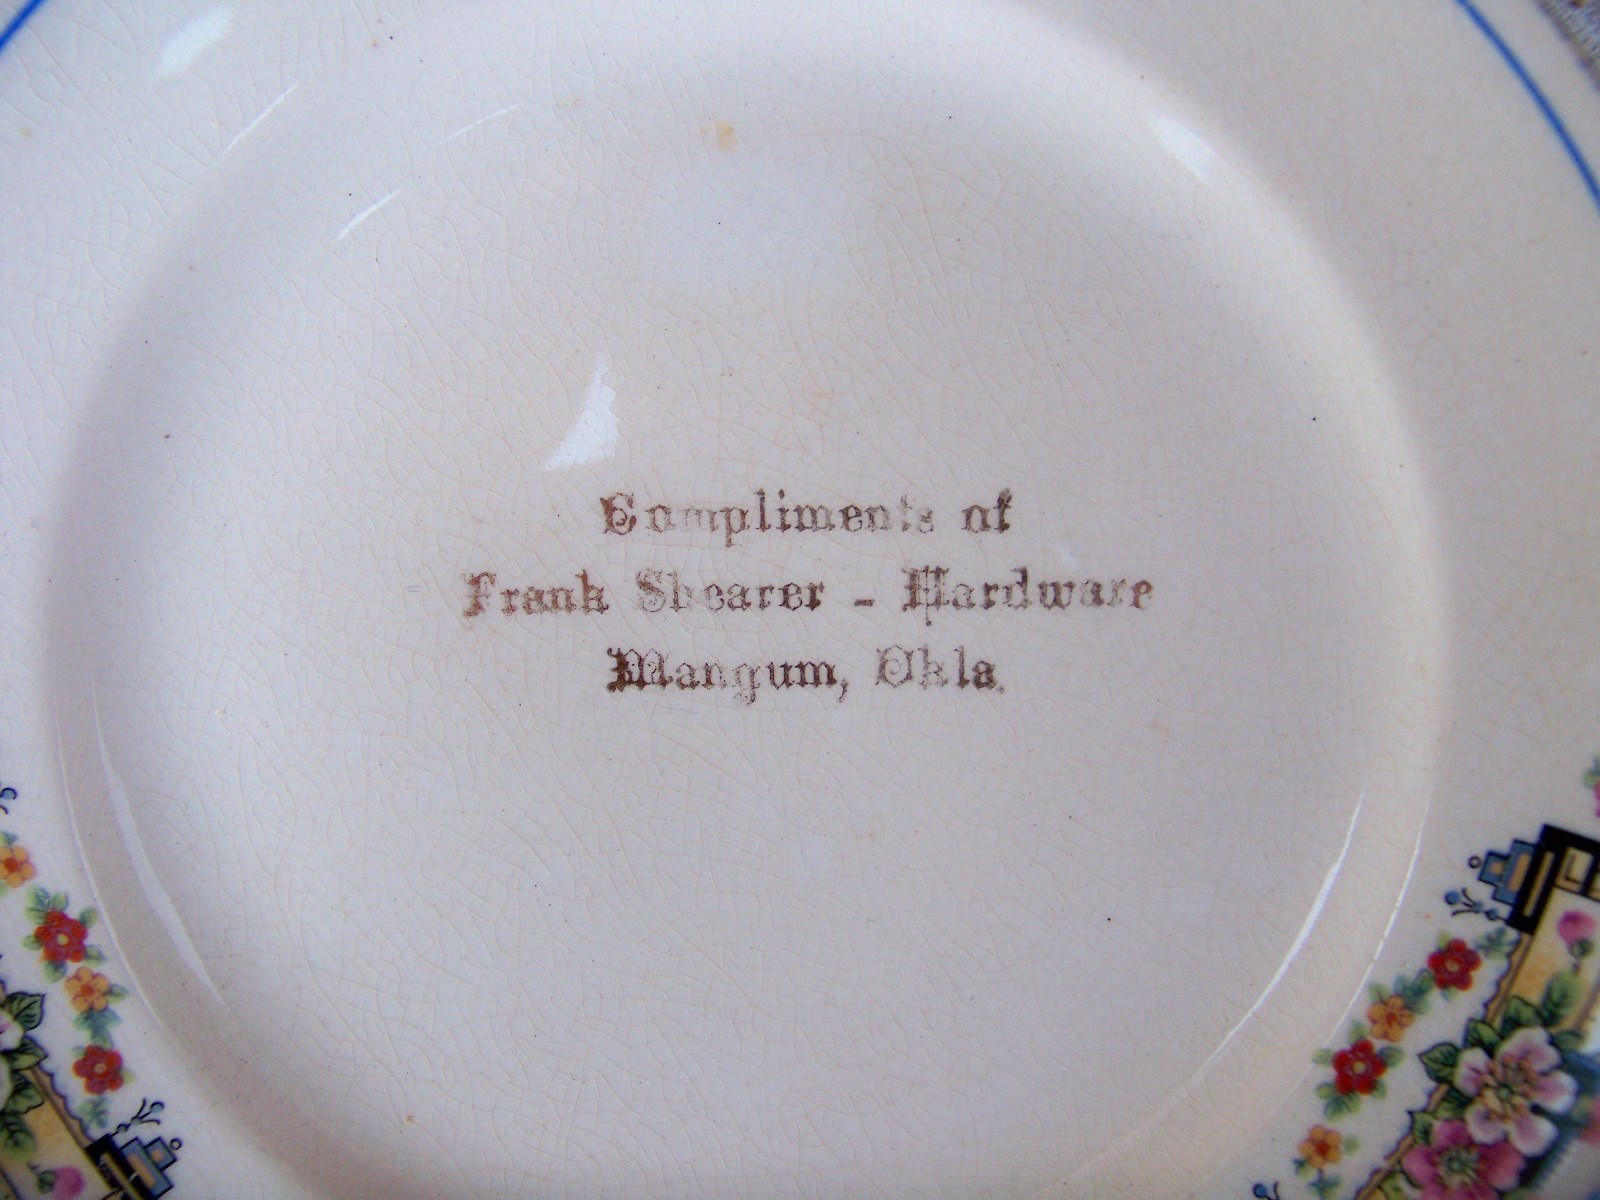 Compliments of
Frank Shearer - Hardware
Mangum, Okla.